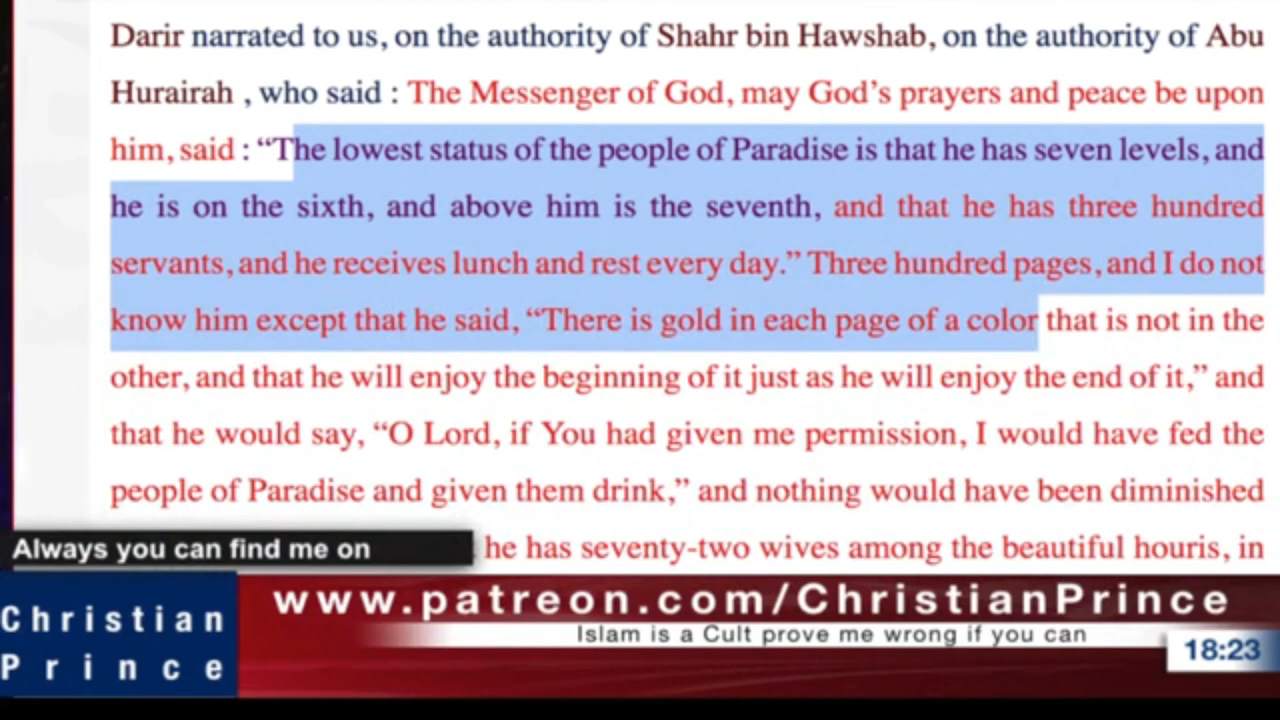 Darir narrated to us, on the authority of Shahr bin Hawshab, on the authority of Abu
Hurairah , who said : The Messenger of God, may God’s prayers and peace be upon
him, said : “The lowest status of the people of Paradise is that he has seven levels, and
he is on the sixth, and above him is the seventh, and that he has three hundred
servants, and he receives lunch and rest every day.” Three hundred pages, and I do not
know him except that he said, “There is gold in each page of a color that is not in the
other, and that he will enjoy the beginning of it just as he will enjoy the end of it,” and
that he would say, “O Lord, if You had given me permission, I would have fed the
people of Paradise and given them drink,” and nothing would have been diminished
he has seventy-two wives among the beautiful houris, in
Always you can find me on
Christian
Prince
www.patreon.com/ChristianPrince
Islam is a Cult prove me wrong if you can
18:23